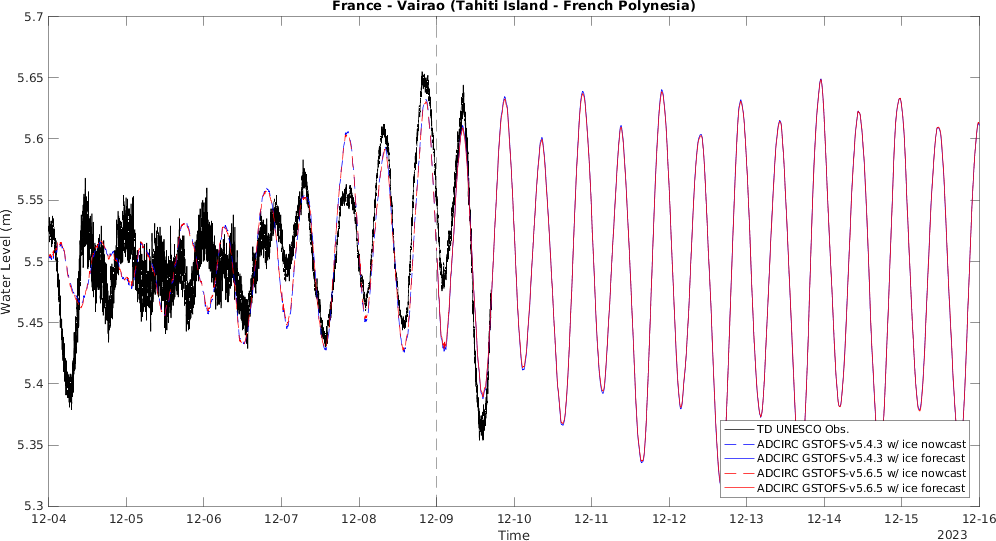 France - Vairao (Tahiti Island - French Polynesia)
5.7
5.65
5.6
5.55
5.5
5.45
5.4
5.35
5.3
Water Level (m)
TD UNESCO Obs.
ADCIRC GSTOFS-v5.4.3 w/ ice nowcast
ADCIRC GSTOFS-v5.4.3 w/ ice forecast
ADCIRC GSTOFS-v5.6.5 w/ ice nowcast
ADCIRC GSTOFS-v5.6.5 w/ ice forecast
12-04 12-05 12-06 12-07 12-08 12-09 12-10 12-11 12-12 12-13 12-14 12-15 12-16
Time
2023